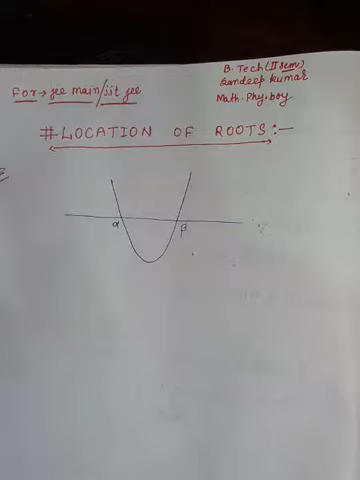 B. Tech (II sem)
Sandeep kumar
Math. Phy. boy
For → jee main/iit jee
# LOCATION OF ROOTS :-
α
β